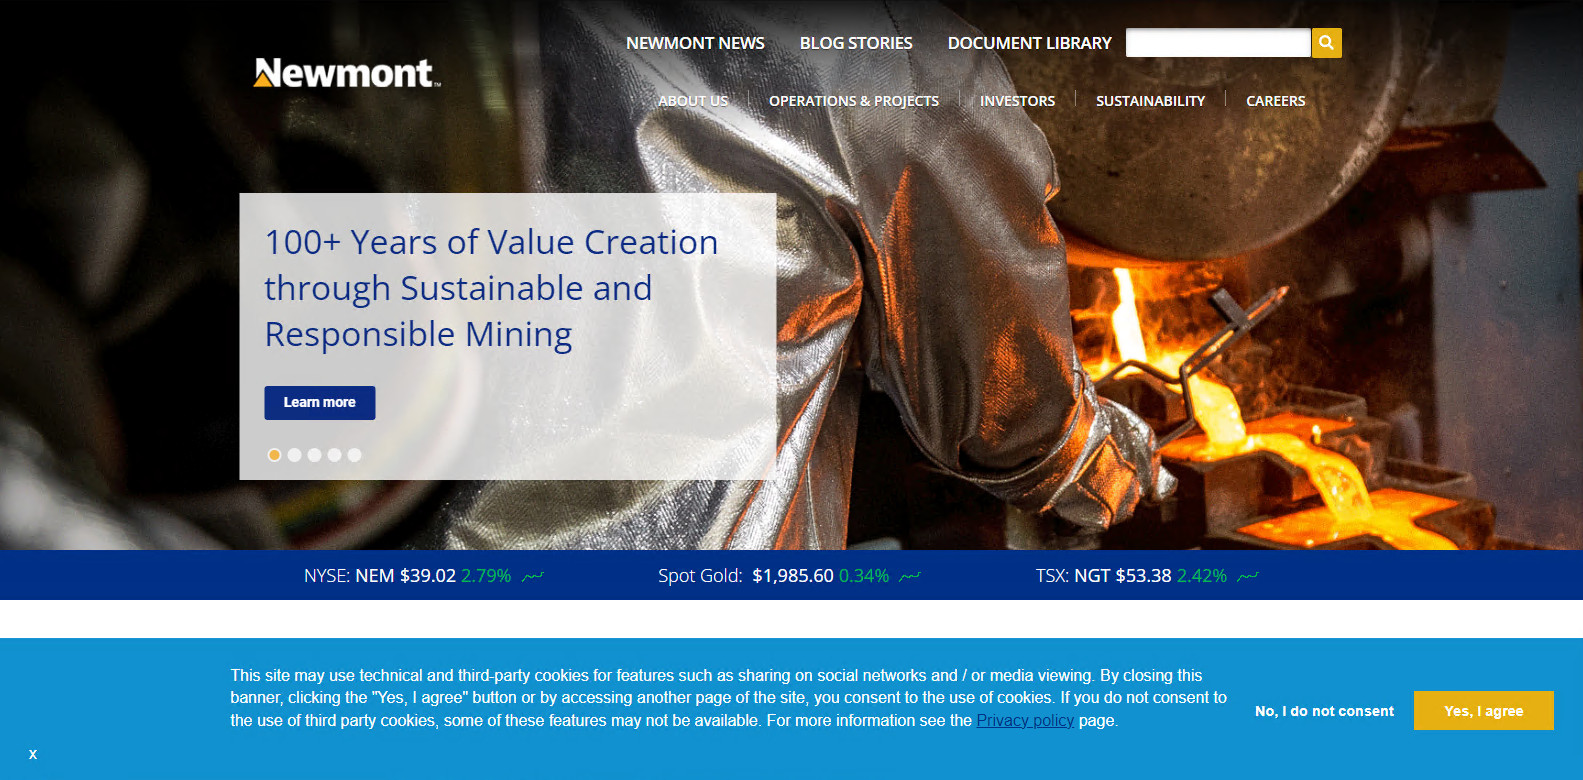 NEWMONT NEWS BLOG STORIES DOCUMENT LIBRARY
Newmont™
ABOUT US OPERATIONS & PROJECTS INVESTORS SUSTAINABILITY CAREERS
100+ Years of Value Creation
through Sustainable and
Responsible Mining
Learn more
NYSE: NEM $39.02 2.79% Spot Gold: $1,985.60 0.34% TSX: NGT $53.38 2.42%
This site may use technical and third-party cookies for features such as sharing on social networks and / or media viewing. By closing this
banner, clicking the "Yes, I agree" button or by accessing another page of the site, you consent to the use of cookies. If you do not consent to
the use of third party cookies, some of these features may not be available. For more information see the Privacy policy page.
No, I do not consent Yes, I agree
x